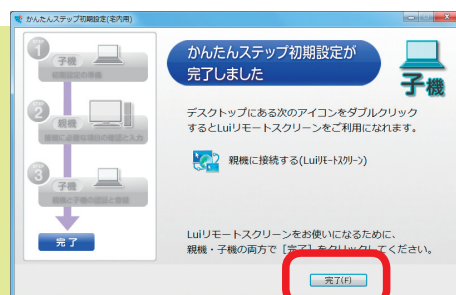 かんたんステップ初期設定(宅内用)
1
子機
2
親機
3
子機
完了
かんたんステップ初期設定が
完了しました
子機
デスクトップにある次のアイコンをダブルクリック
するとLuiリモートスクリーンをご利用になれます。
親機に接続する(Luiﾘﾓｰﾄｽｸﾘｰﾝ)
Luiリモートスクリーンをお使いになるために、
親機・子機の両方で［完了］をクリックしてください。
完了(F)